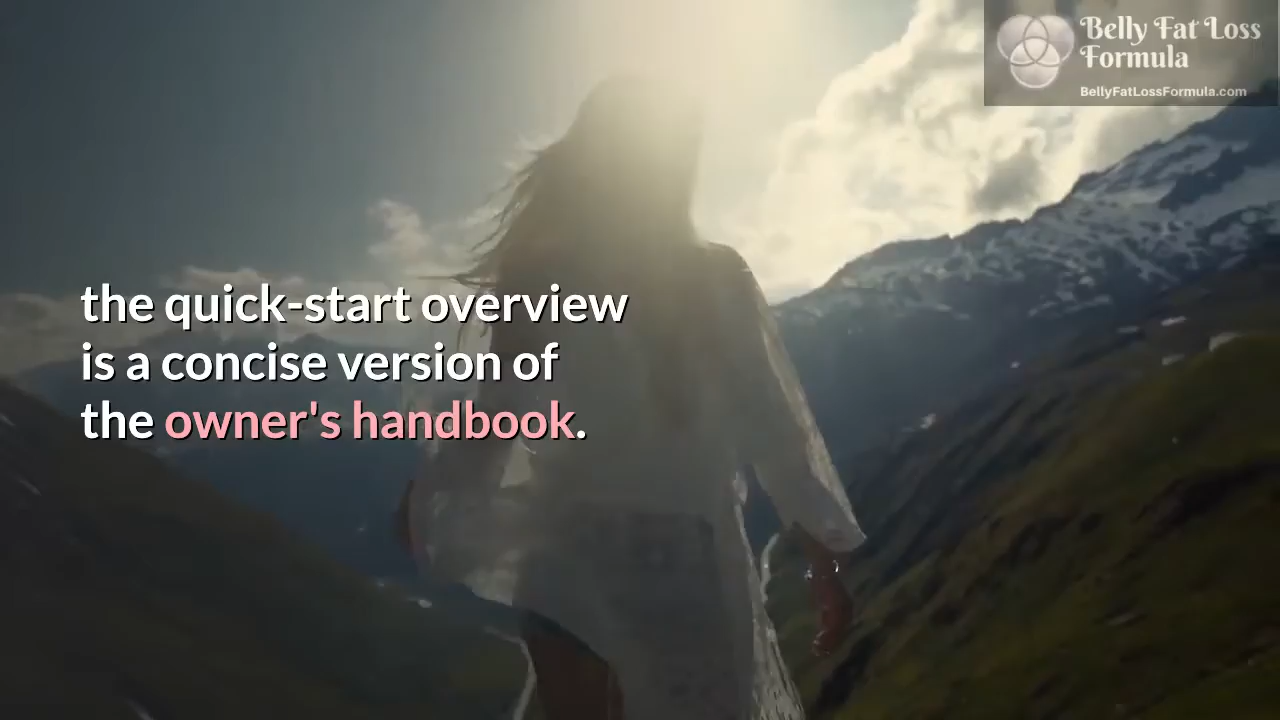 Belly Fat Loss
Formula
BellyFatLossFormula.com
the quick-start overview
is a concise version of
the owner's handbook.